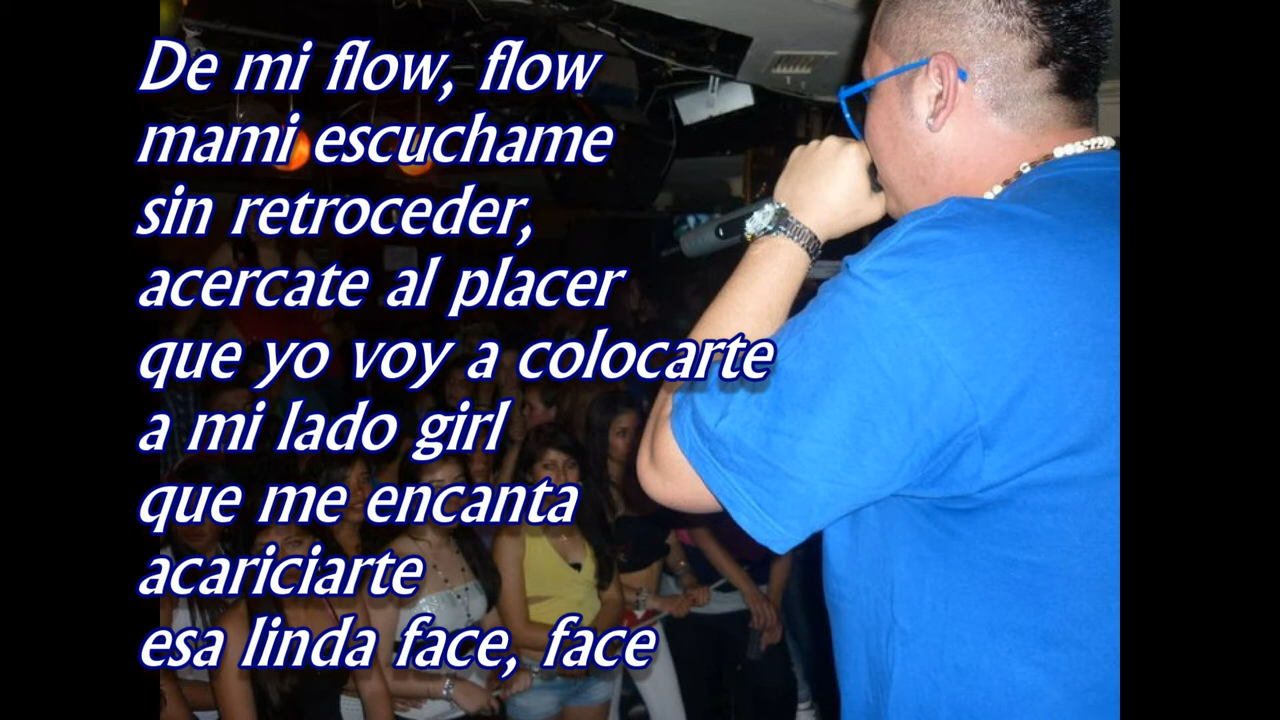 De mi flow, flow
mami escuchame
sin retroceder,
acercate al placer
que yo voy a colocarte
a mi lado girl
que me encanta
acariciarte
esa linda face, face